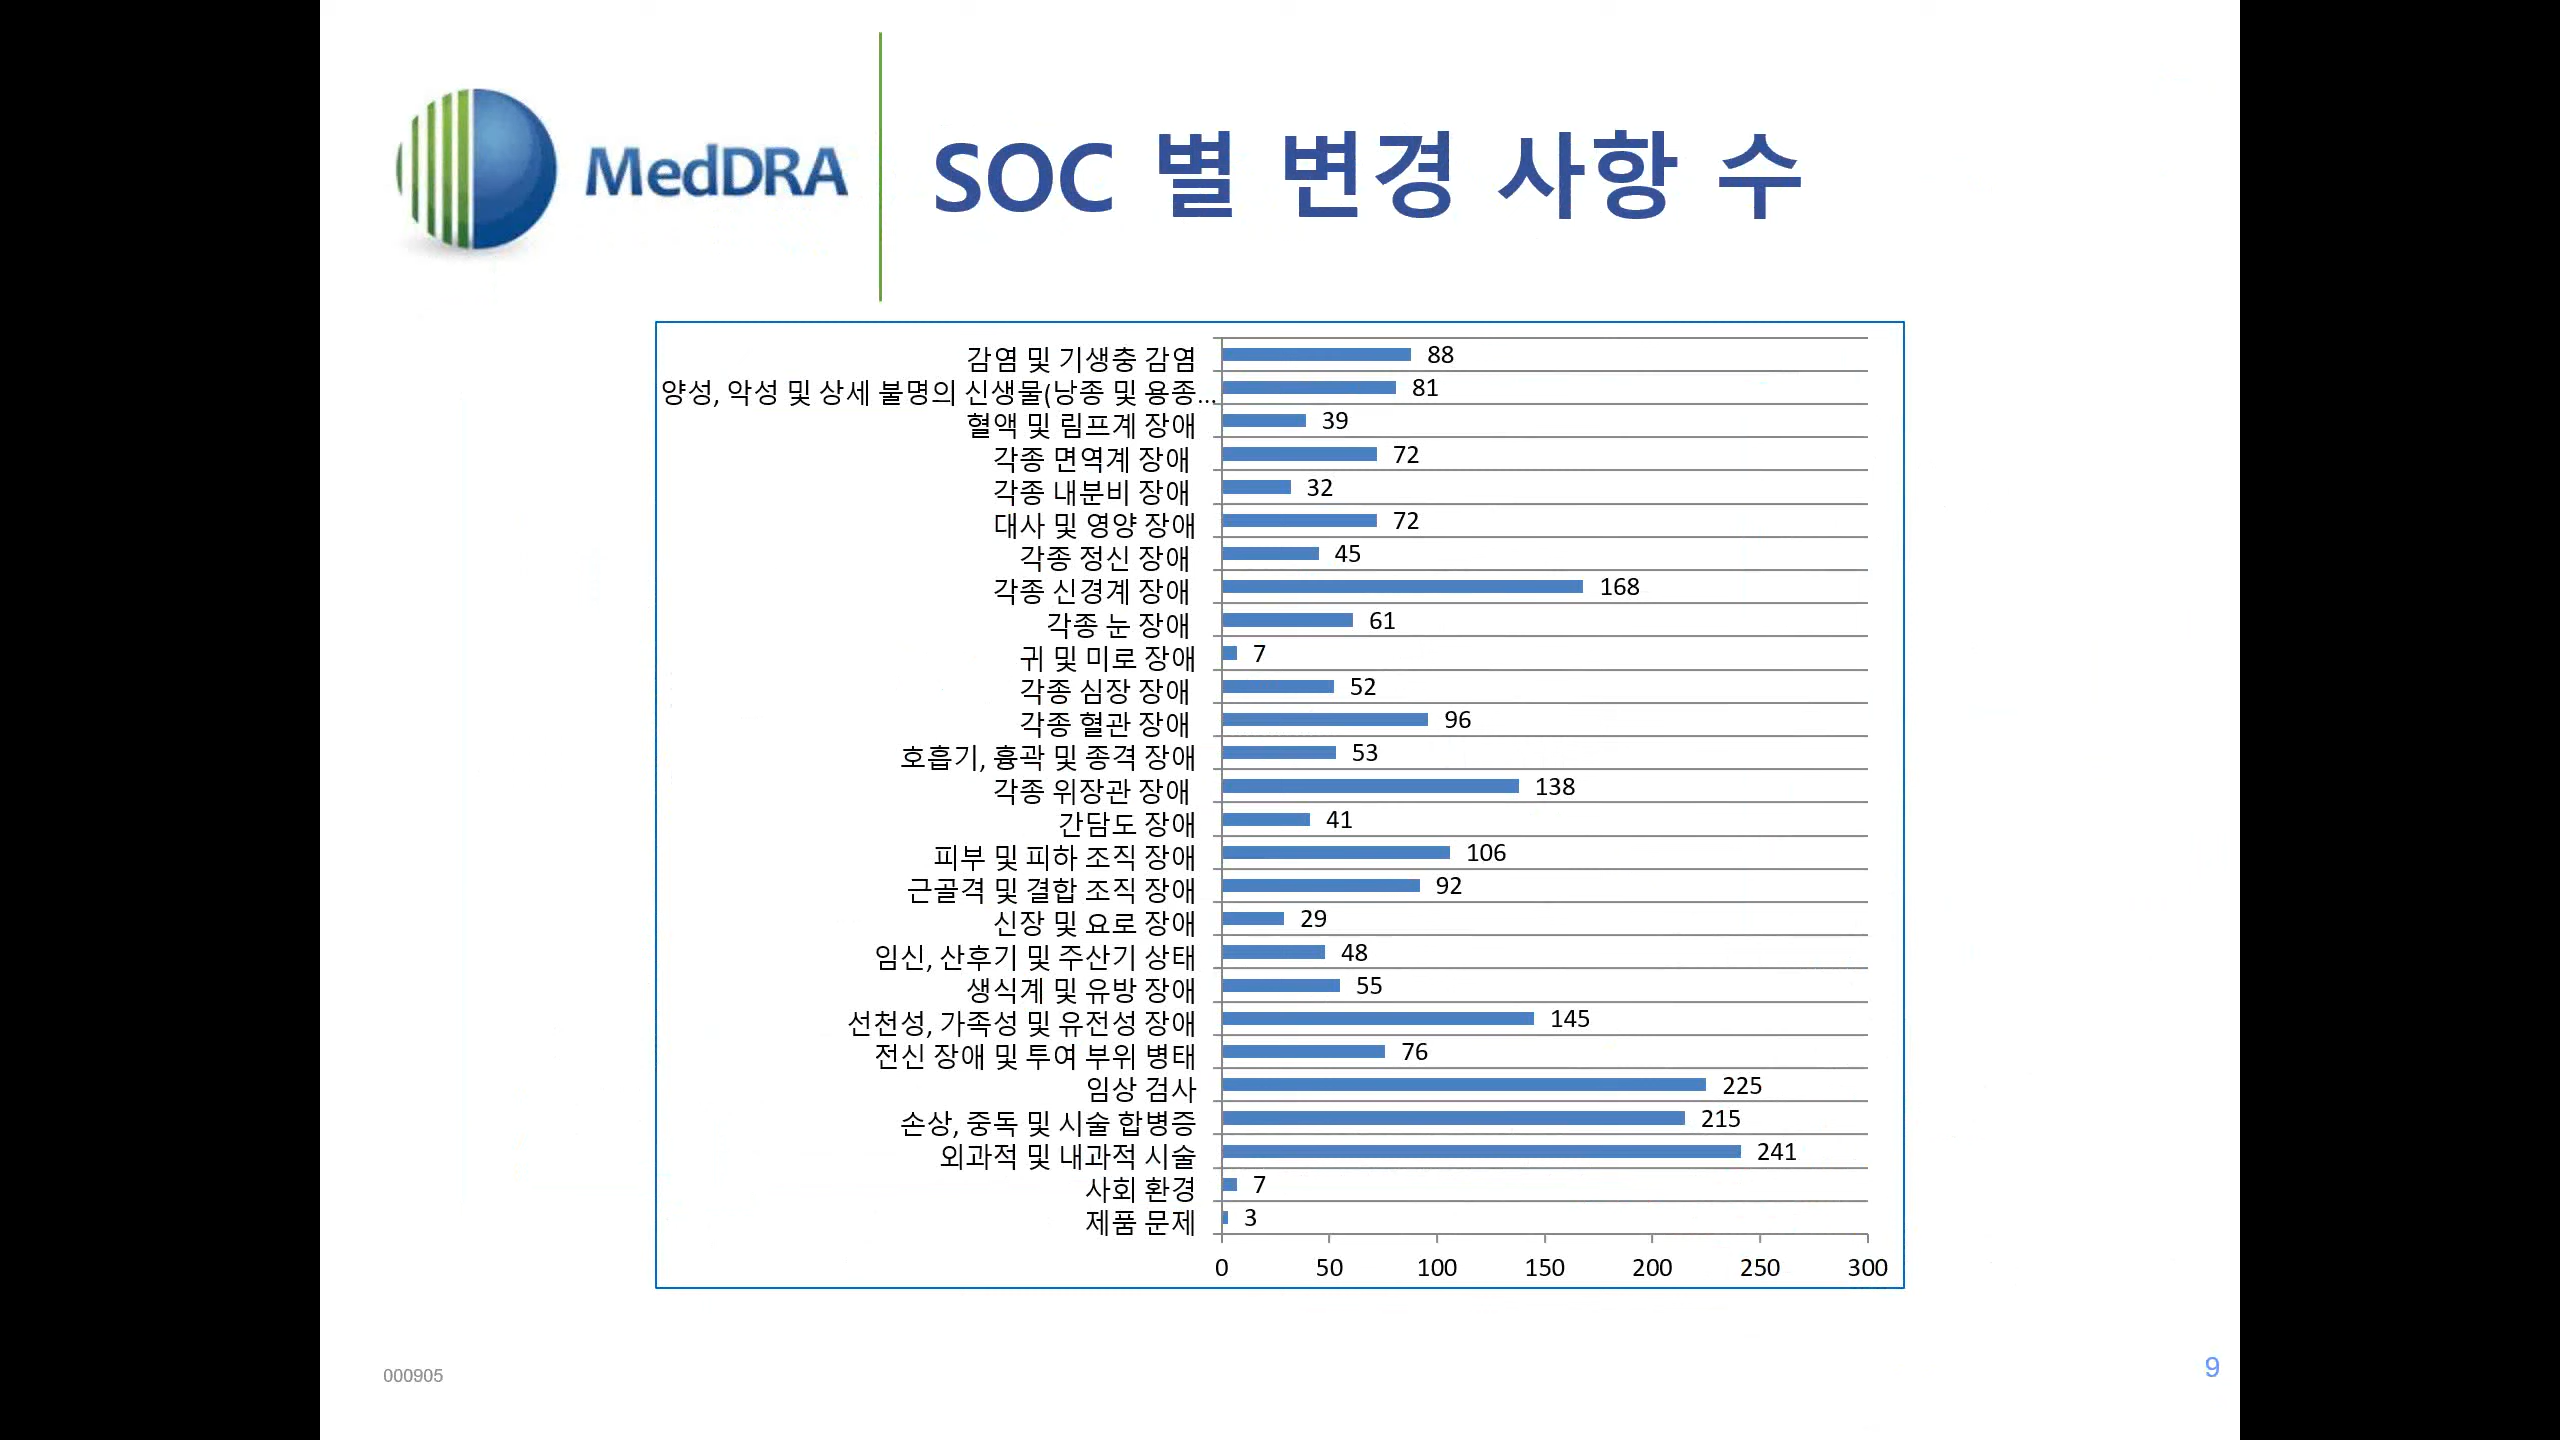 MedDRA
SOC 별 변경 사항 수
감염 및 기생충 감염 88
양성, 악성 및 상세 불명의 신생물(낭종 및 용종... 81
혈액 및 림프계 장애 39
각종 면역계 장애 72
각종 내분비 장애 32
대사 및 영양 장애 72
각종 정신 장애 45
각종 신경계 장애 168
각종 눈 장애 61
귀 및 미로 장애 7
각종 심장 장애 52
각종 혈관 장애 96
호흡기, 흉곽 및 종격 장애 53
각종 위장관 장애 138
간담도 장애 41
피부 및 피하 조직 장애 106
근골격 및 결합 조직 장애 92
신장 및 요로 장애 29
임신, 산후기 및 주산기 상태 48
생식계 및 유방 장애 55
선천성, 가족성 및 유전성 장애 145
전신 장애 및 투여 부위 병태 76
임상 검사 225
손상, 중독 및 시술 합병증 215
외과적 및 내과적 시술 241
사회 환경 7
제품 문제 3
0 50 100 150 200 250 300
000905
9